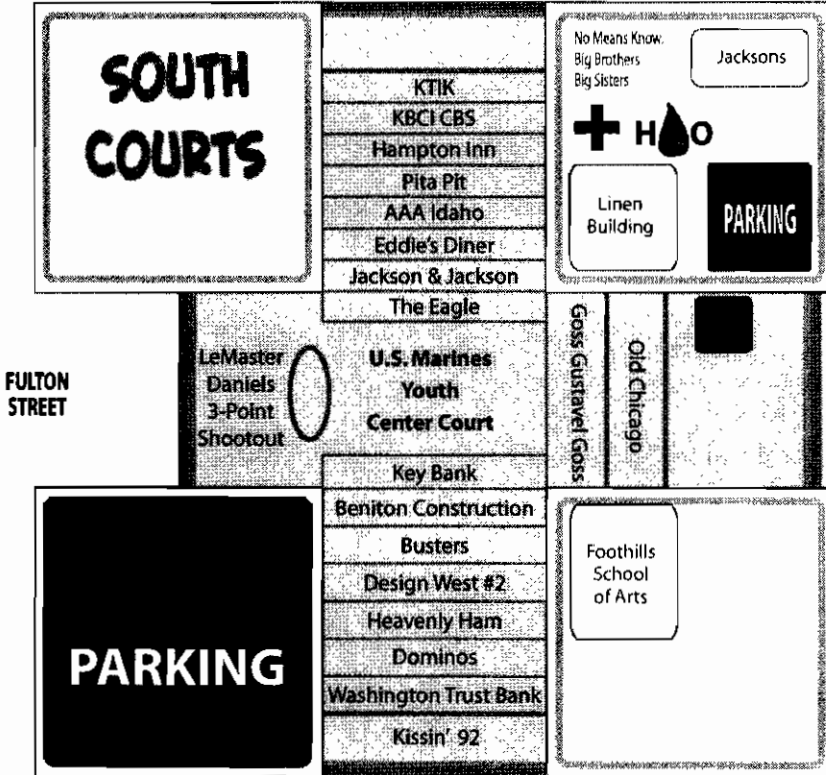 SOUTH
COURTS
KTIK
KBCI CBS
Hampton Inn
Pita Pit
AAA Idaho
Eddie's Diner
Jackson & Jackson
The Eagle
No Means Know.
Big Brothers
Big Sisters
Jacksons
H O
Linen
Building
PARKING
FULTON
STREET
LeMaster
Daniels
3-Point
Shootout
U.S. Marines
Youth
Center Court
Goss Gustavel Goss
Old Chicago
Key Bank
Beniton Construction
Busters
Design West #2
Heavenly Ham
Dominos
Washington Trust Bank
Kissin' 92
PARKING
Foothills
School
of Arts